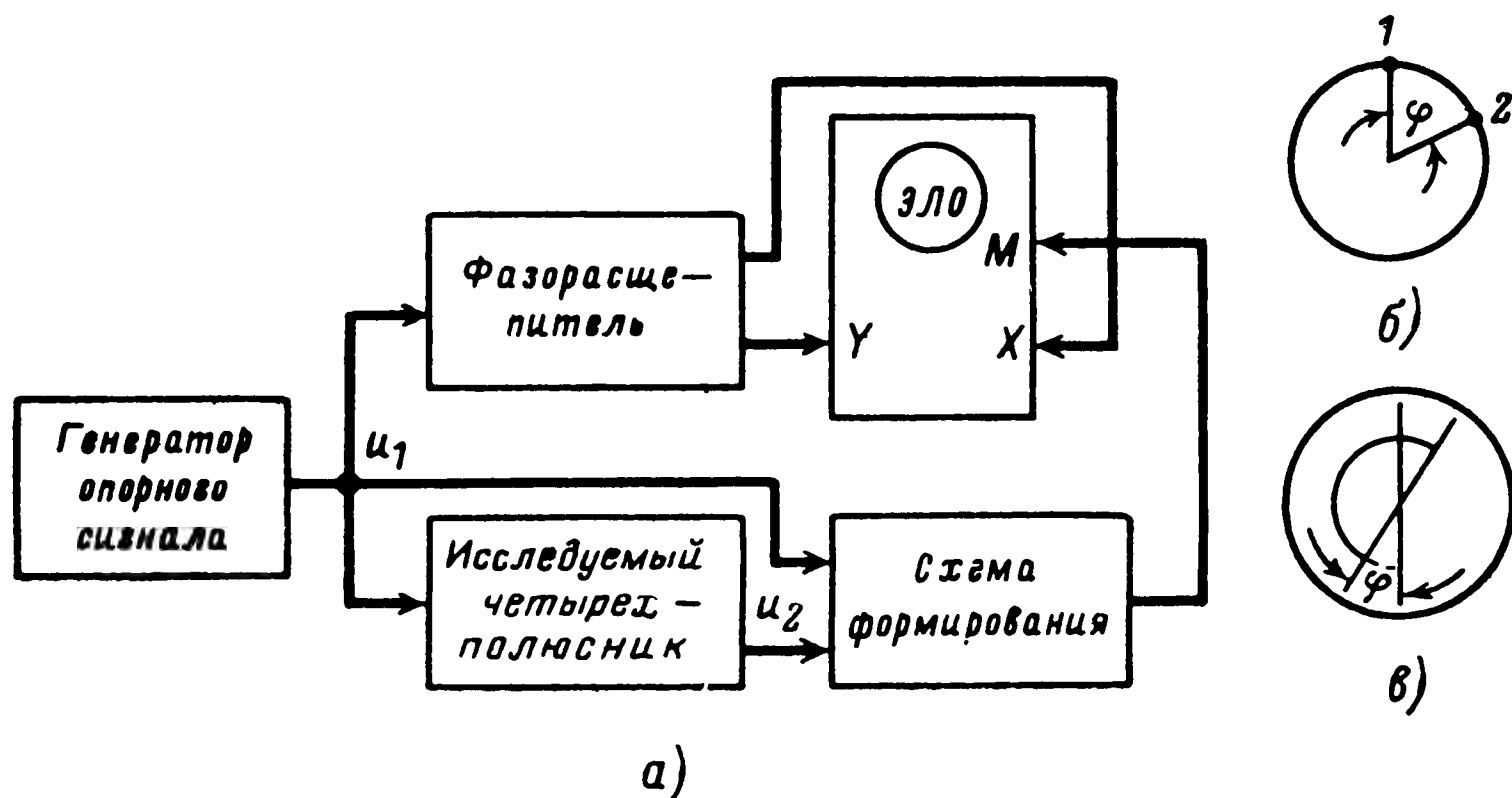 1
φ
2
б)
ЭЛО
М
Y
X
Фазорасще—
питель
Генератор
опорного
сигнала
u₁
Исследуемый
четырех —
полюсник
u₂
Схема
формирования
φ
в)
а)